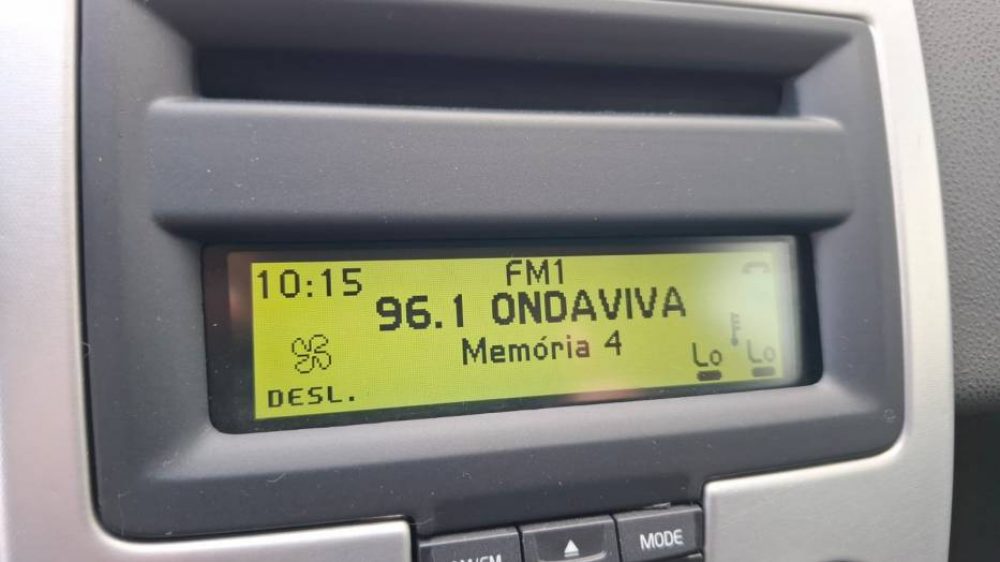 10:15 FM1
96.1 ONDAVIVA
Memória 4
Lo Lo
DESL.
MODE